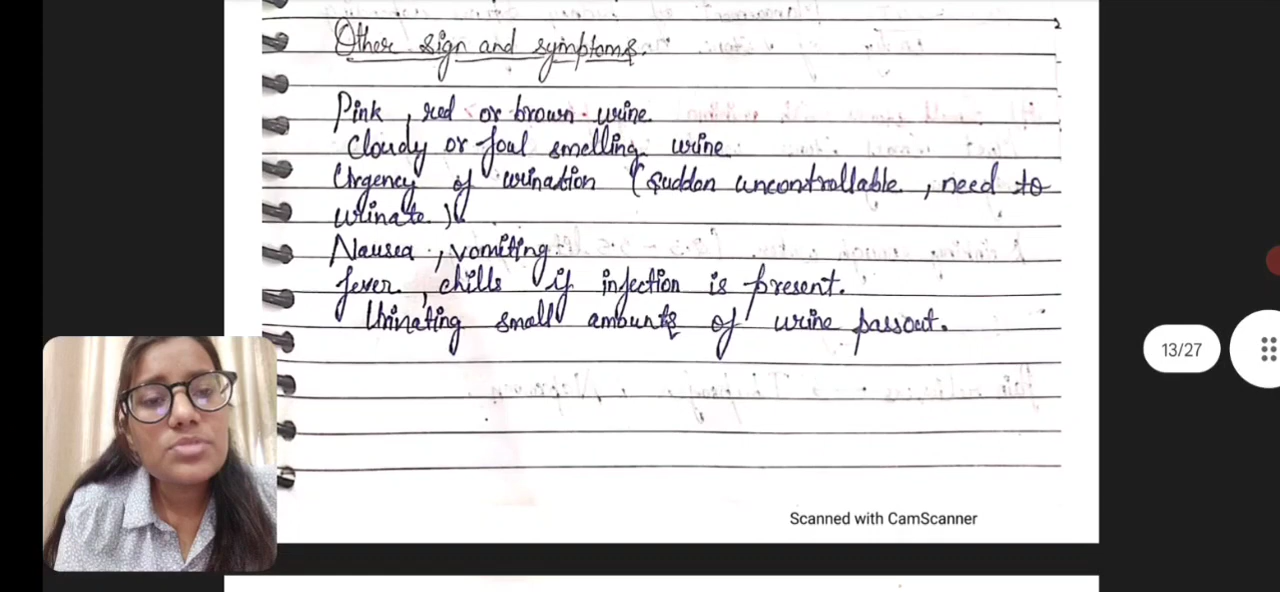 Other sign and symptoms.
Pink, red or brown urine
Cloudy or foul smelling urine
Urgency of urination (suddon uncontrollable, need to
urinate)
Nausea, vomiting
fever, chills if infection is present.
Urinating small amounts of urine passout.
Scanned with CamScanner
13/27
2